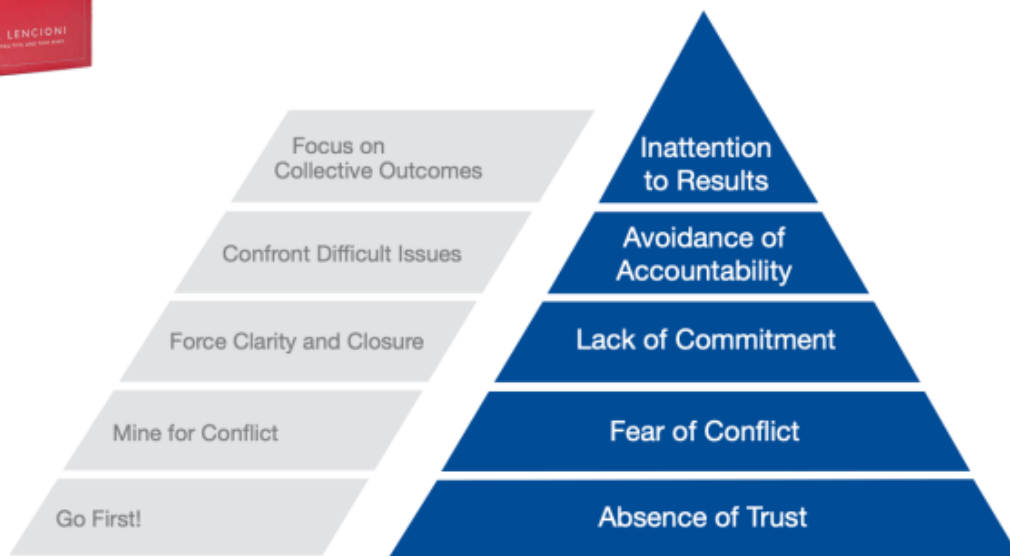 LENCIONI
Focus on
Collective Outcomes
Inattention
to Results
Confront Difficult Issues
Avoidance of
Accountability
Force Clarity and Closure
Lack of Commitment
Mine for Conflict
Fear of Conflict
Go First!
Absence of Trust